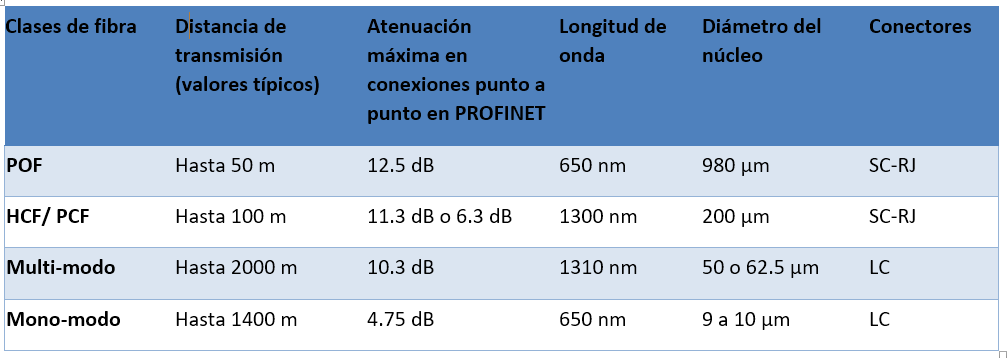 Clases de fibra Distancia de transmisión (valores típicos) Atenuación máxima en conexiones punto a punto en PROFINET Longitud de onda Diámetro del núcleo Conectores
POF Hasta 50 m 12.5 dB 650 nm 980 μm SC-RJ
HCF/ PCF Hasta 100 m 11.3 dB o 6.3 dB 1300 nm 200 μm SC-RJ
Multi-modo Hasta 2000 m 10.3 dB 1310 nm 50 o 62.5 μm LC
Mono-modo Hasta 1400 m 4.75 dB 650 nm 9 a 10 μm LC